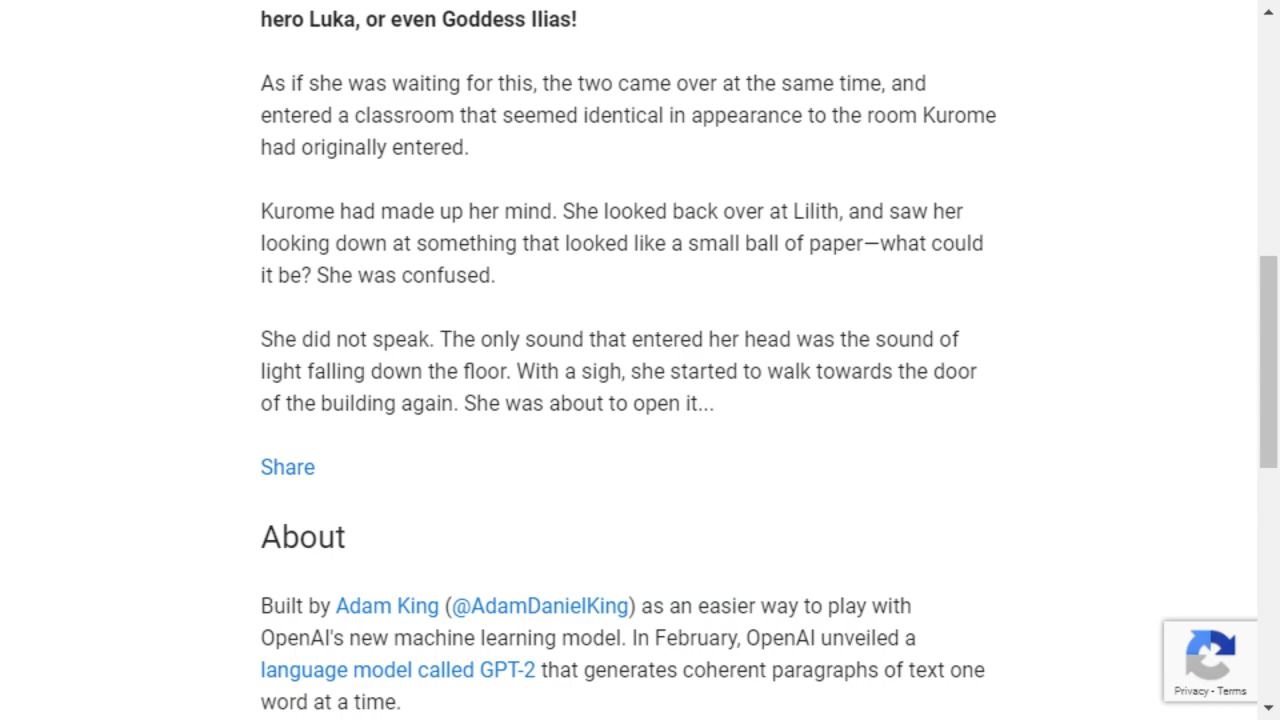 hero Luka, or even Goddess Ilias!
As if she was waiting for this, the two came over at the same time, and
entered a classroom that seemed identical in appearance to the room Kurome
had originally entered.
Kurome had made up her mind. She looked back over at Lilith, and saw her
looking down at something that looked like a small ball of paper—what could
it be? She was confused.
She did not speak. The only sound that entered her head was the sound of
light falling down the floor. With a sigh, she started to walk towards the door
of the building again. She was about to open it...
Share
About
Built by Adam King (@AdamDanielKing) as an easier way to play with
OpenAI's new machine learning model. In February, OpenAI unveiled a
language model called GPT-2 that generates coherent paragraphs of text one
word at a time.
Privacy - Terms